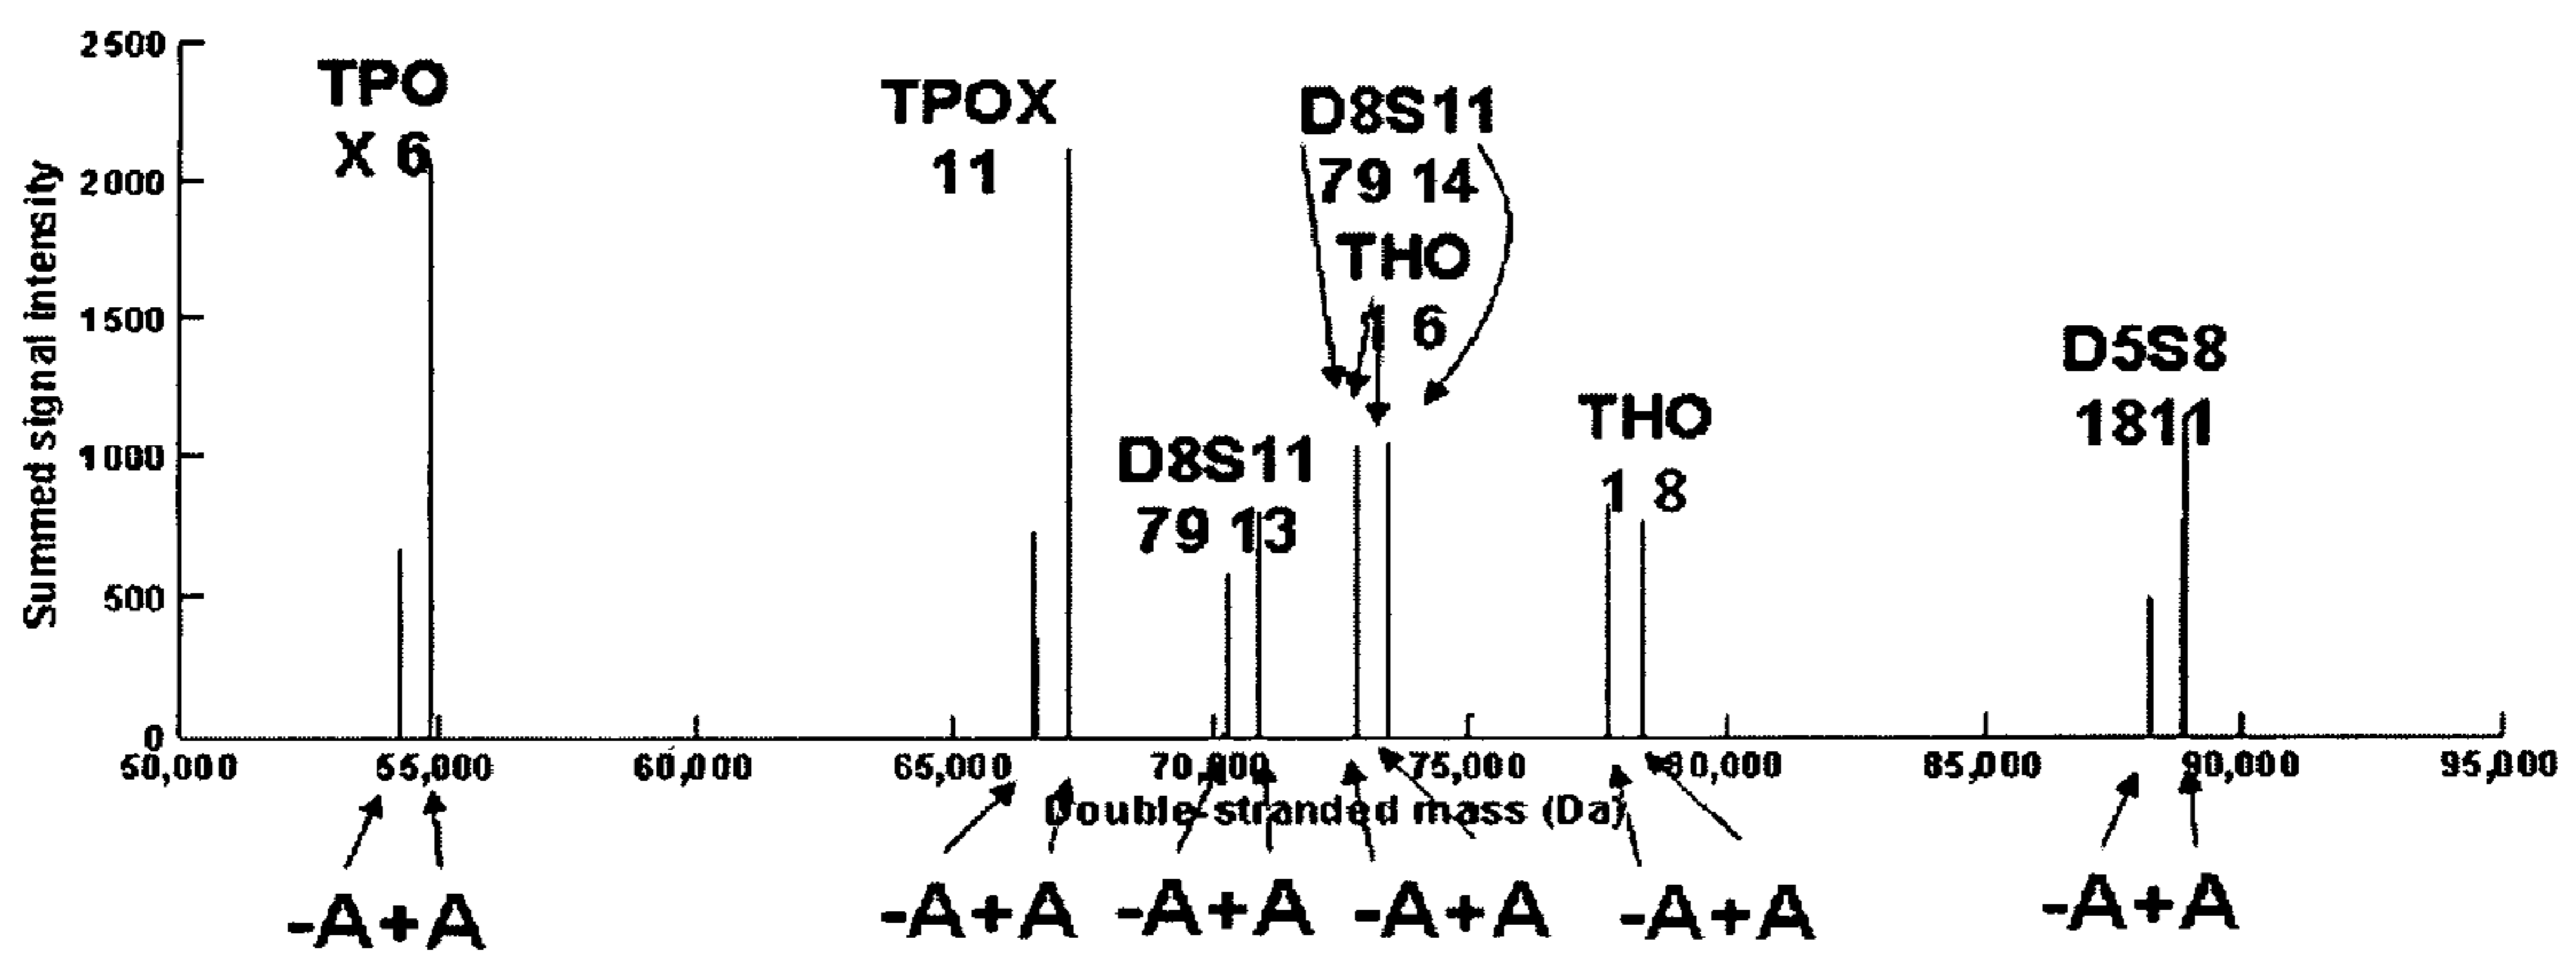 2500
2000
1500
1000
500
0
Summed signal intensity
TPO
X 6
TPOX
11
D8S11
79 13
D8S11
79 14
THO
1 6
THO
1 8
D5S8
1811
50,000 55,000 60,000 65,000 70,000 75,000 80,000 85,000 90,000 95,000
Double-stranded mass (Da)
-A+A -A+A -A+A -A+A -A+A -A+A